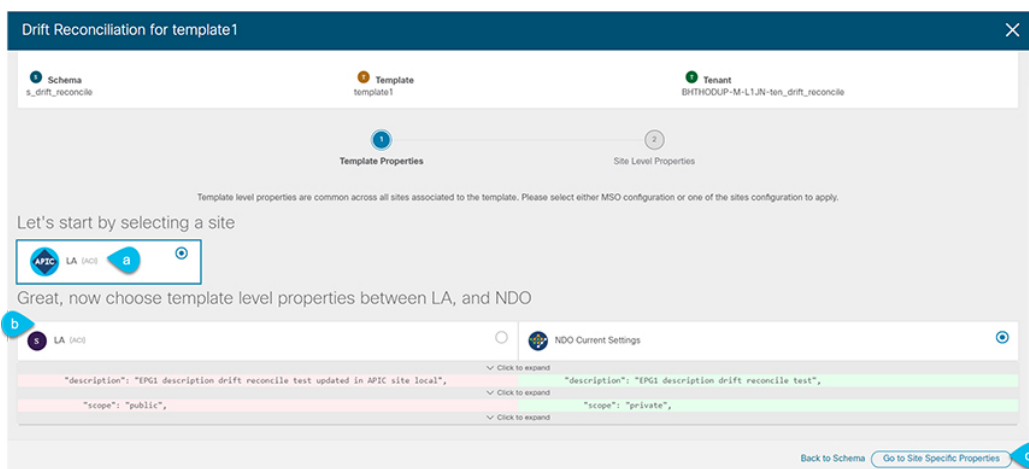 Drift Reconciliation for template1
S Schema
s_drift_reconcile
T Template
template1
T Tenant
BHTHODUP-M-L1JN-ten_drift_reconcile
1
Template Properties
2
Site Level Properties
Template level properties are common across all sites associated to the template. Please select either MSO configuration or one of the sites configuration to apply.
Let's start by selecting a site
APIC LA (ACI) a
Great, now choose template level properties between LA, and NDO
b
S LA (ACI)
NDO Current Settings
Click to expand
"description": "EPG1 description drift reconcile test updated in APIC site local",
"description": "EPG1 description drift reconcile test",
Click to expand
"scope": "public",
"scope": "private",
Click to expand
Back to Schema
Go to Site Specific Properties